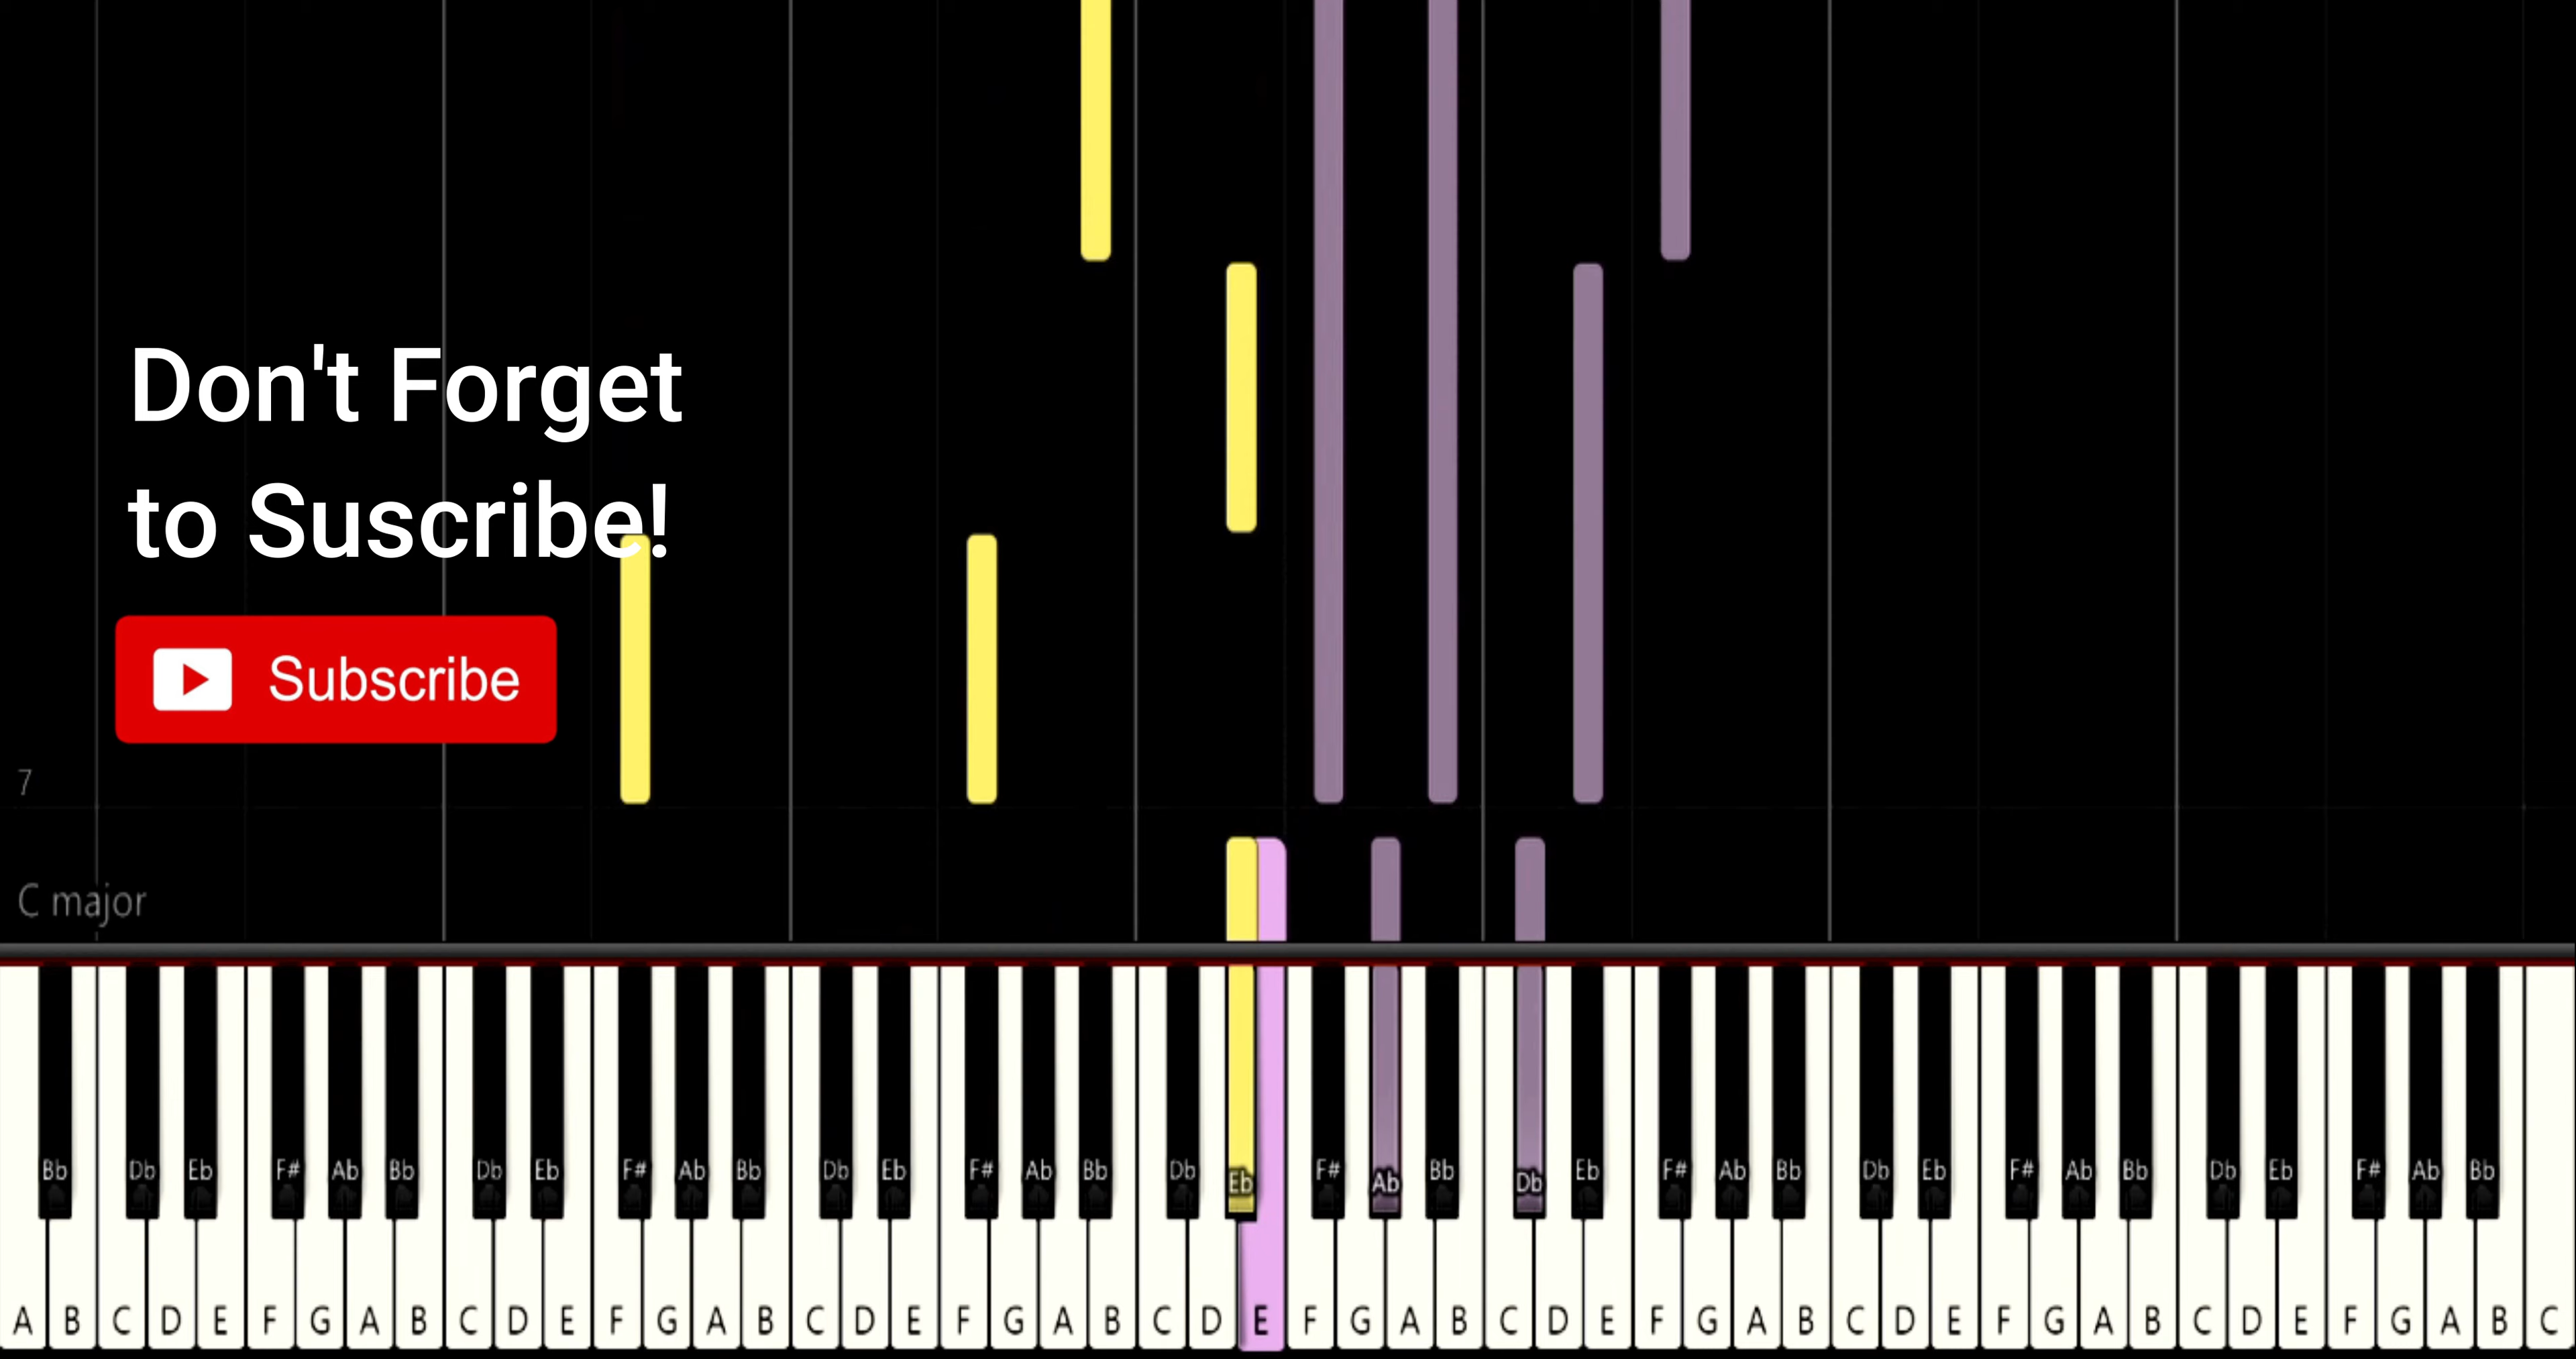 Don't Forget
to Suscribe!
Subscribe
7
C major
Bb Db Eb F# Ab Bb Db Eb F# Ab Bb Db Eb F# Ab Bb Db Eb F# Ab Bb Db Eb F# Ab Bb Db Eb F# Ab Bb Db Eb F# Ab Bb
A B C D E F G A B C D E F G A B C D E F G A B C D E F G A B C D E F G A B C D E F G A B C D E F G A B C